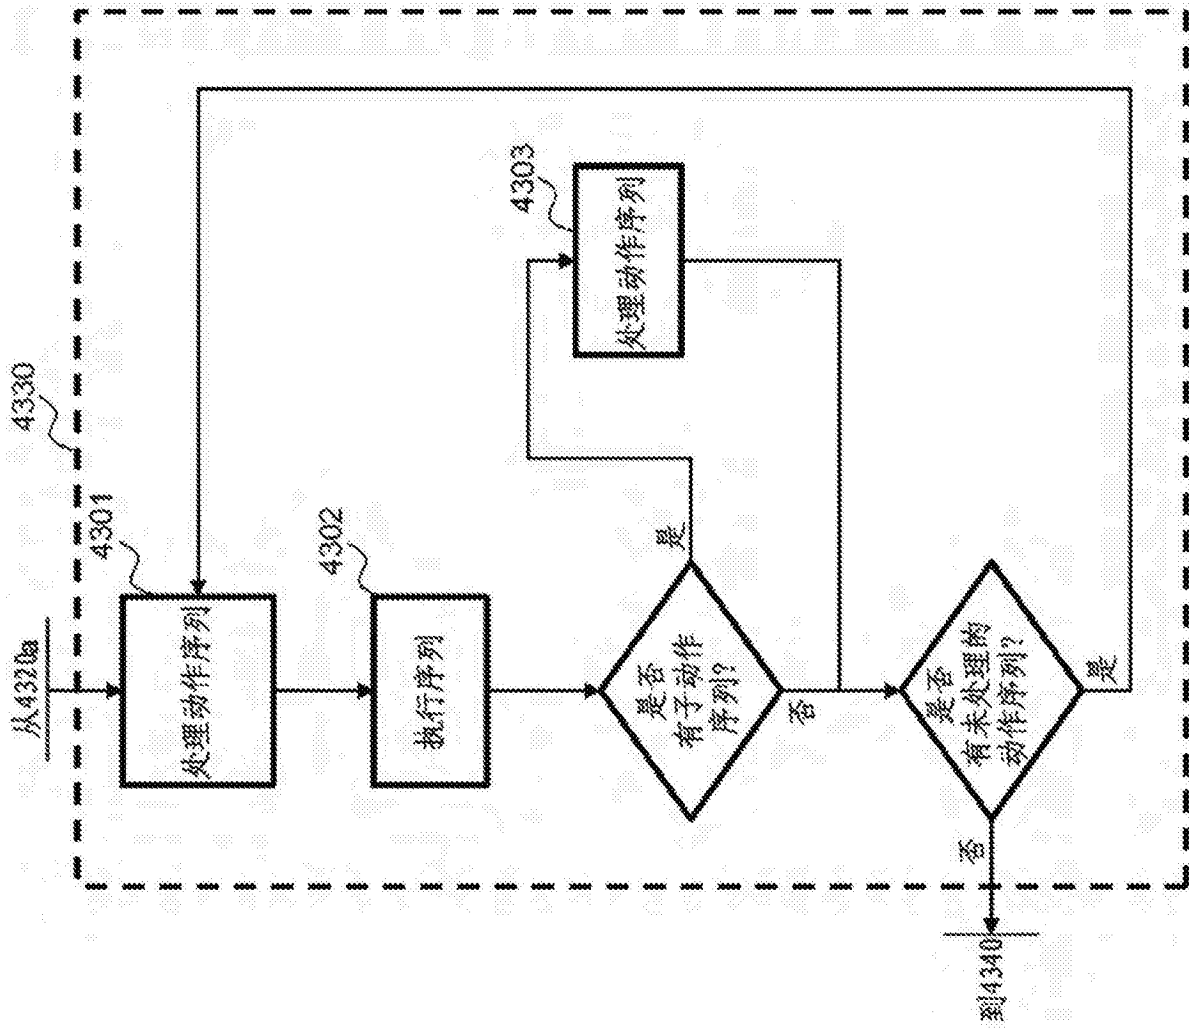 4330
从4320a
4301
处理动作序列
4302
执行序列
是否
有子动作
序列?
是
4303
处理动作序列
否
是否
有未处理的
动作序列?
是
否
到4340